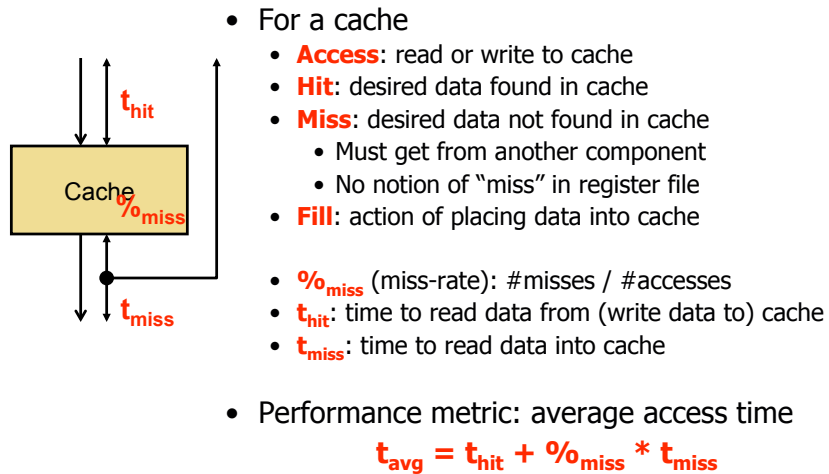 t_hit
Cache
%_miss
t_miss
• For a cache
• Access: read or write to cache
• Hit: desired data found in cache
• Miss: desired data not found in cache
• Must get from another component
• No notion of “miss” in register file
• Fill: action of placing data into cache
• %_miss (miss-rate): #misses / #accesses
• t_hit: time to read data from (write data to) cache
• t_miss: time to read data into cache
• Performance metric: average access time
t_avg = t_hit + %_miss * t_miss